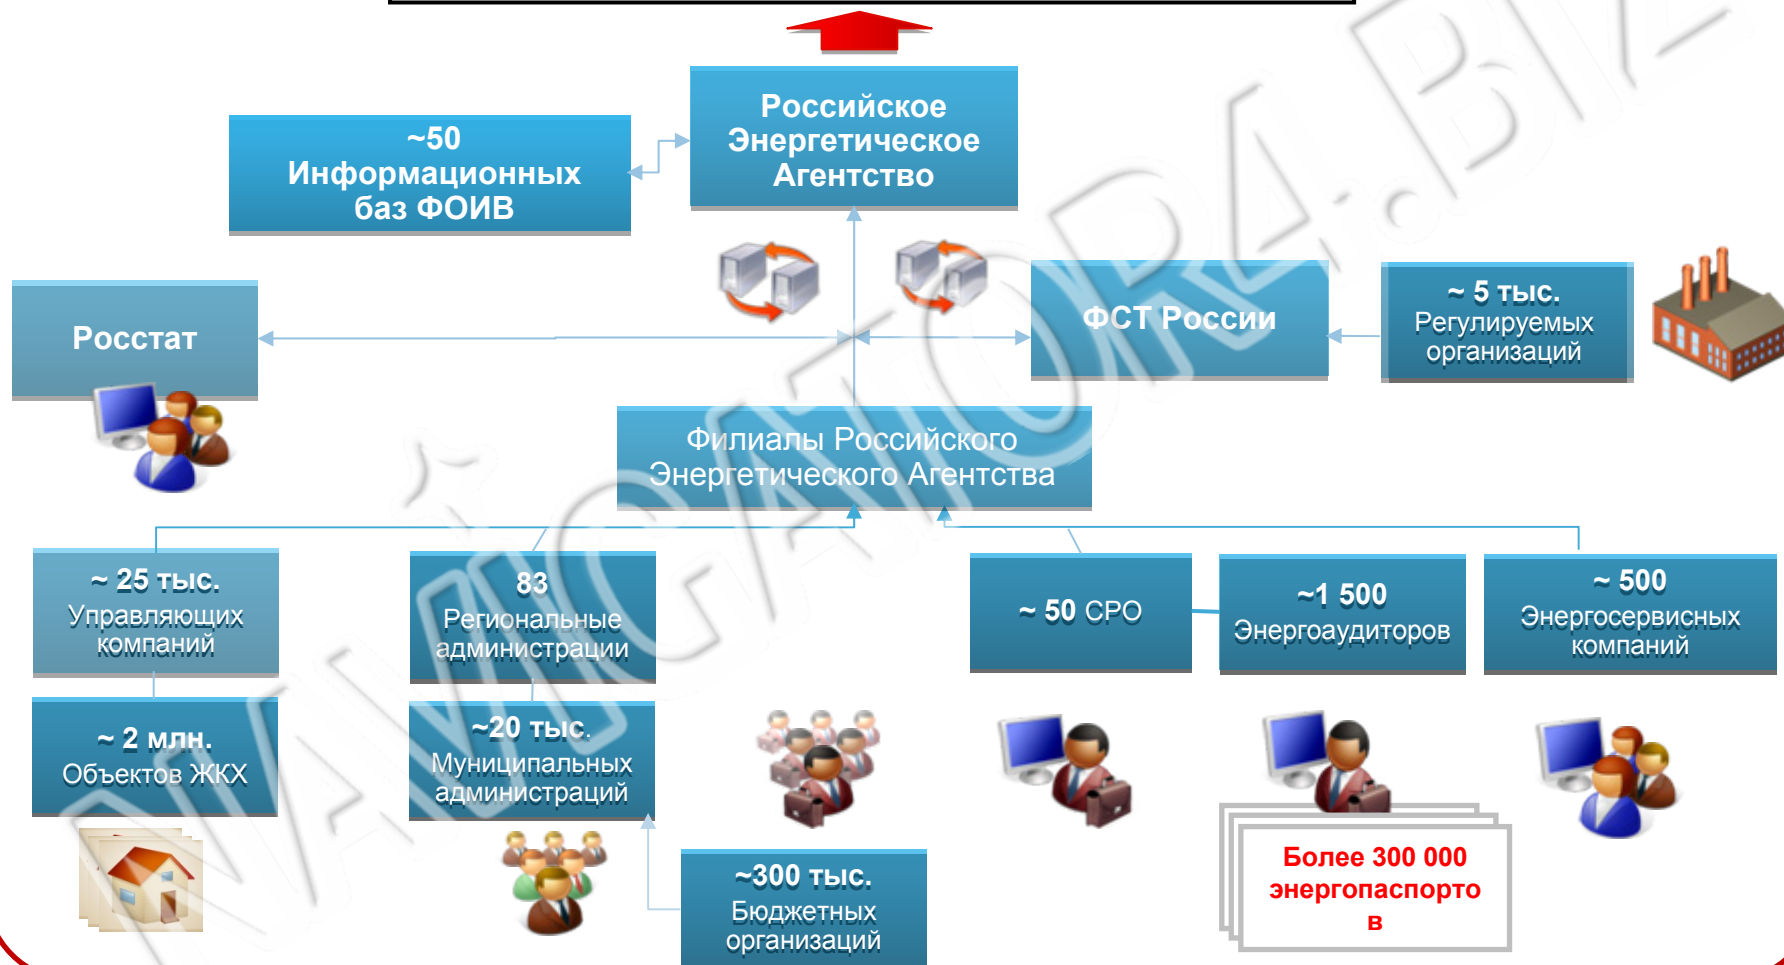 Российское
Энергетическое
Агентство
~50
Информационных
баз ФОИВ
Росстат
ФСТ России
~ 5 тыс.
Регулируемых
организаций
Филиалы Российского
Энергетического Агентства
~ 25 тыс.
Управляющих
компаний
83
Региональные
администрации
~ 50 СРО
~1 500
Энергоаудиторов
~ 500
Энергосервисных
компаний
~ 2 млн.
Объектов ЖКХ
~20 тыс.
Муниципальных
администраций
~300 тыс.
Бюджетных
организаций
Более 300 000
энергопаспорто
в
NAVIGATOR4.BIZ